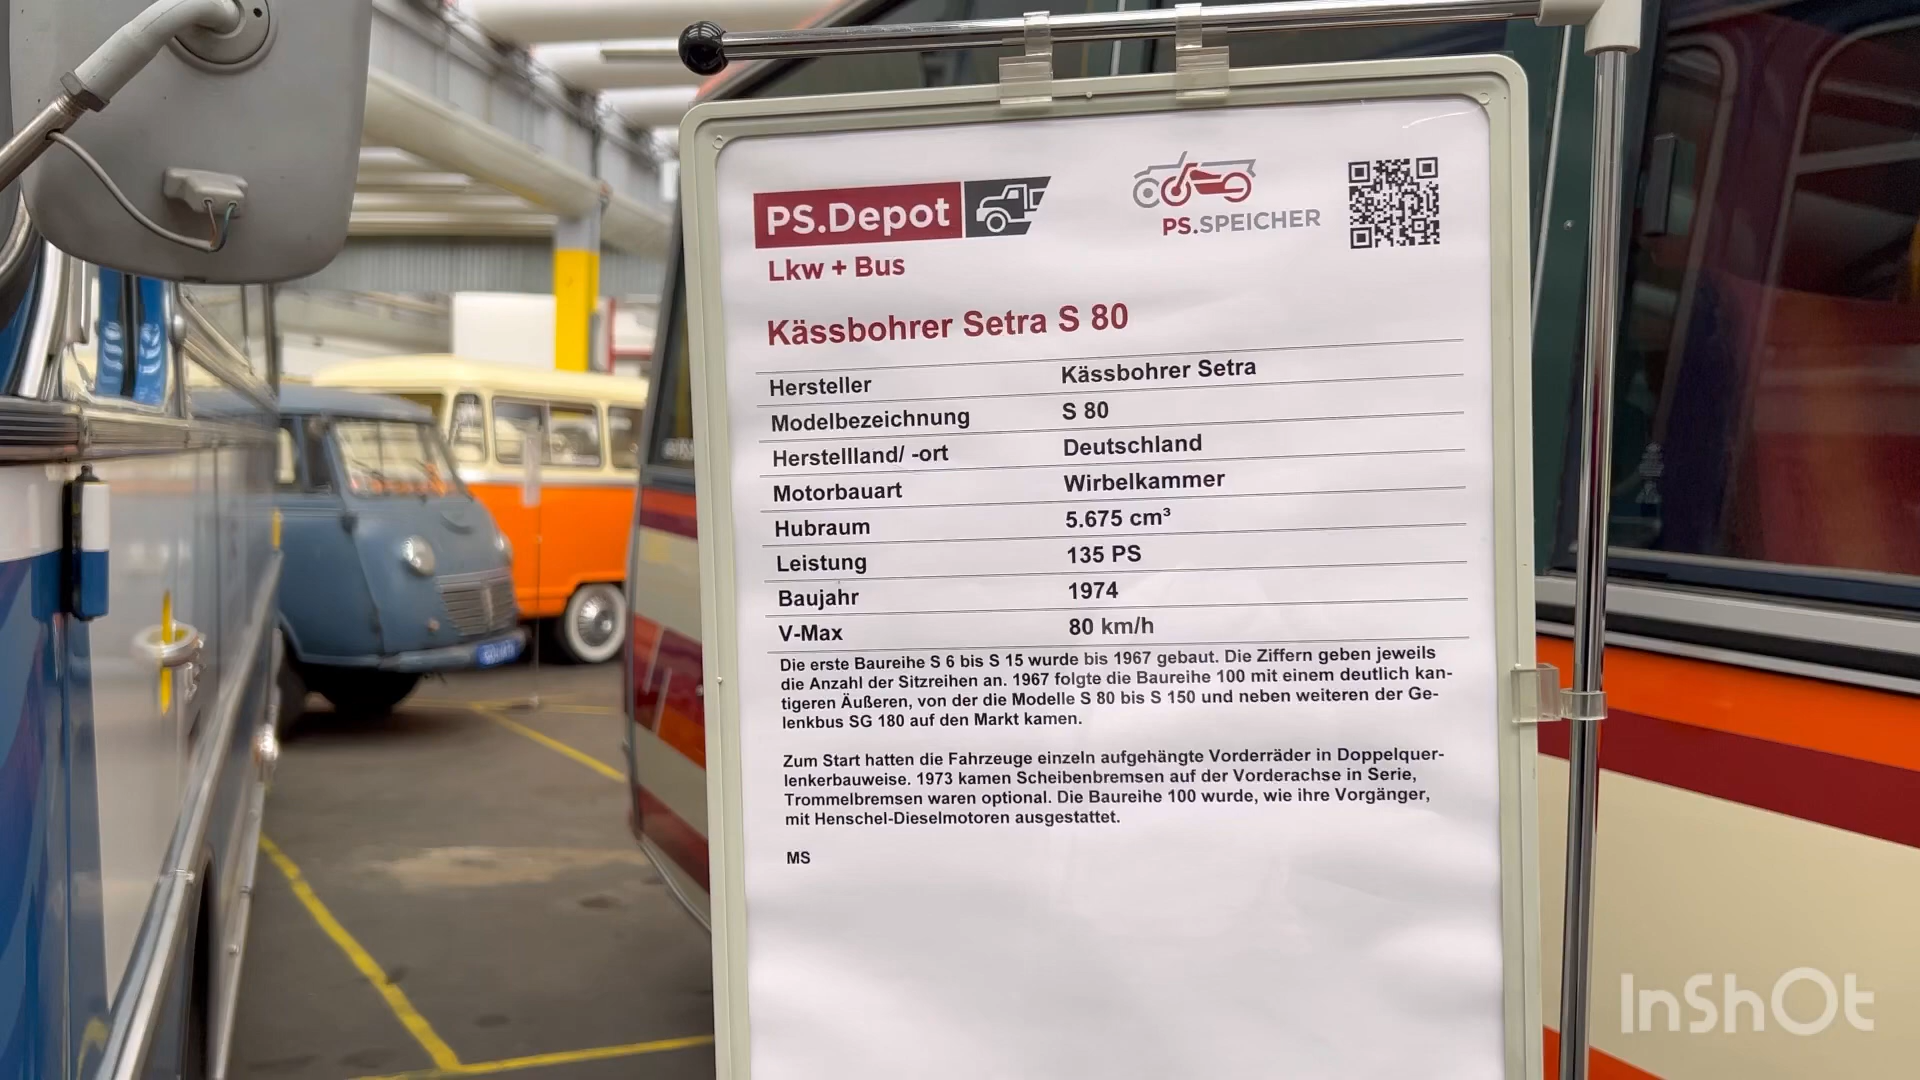 PS.Depot
Lkw + Bus
PS.SPEICHER
Kässbohrer Setra S 80
Hersteller Kässbohrer Setra
Modelbezeichnung S 80
Herstellland/ -ort Deutschland
Motorbauart Wirbelkammer
Hubraum 5.675 cm³
Leistung 135 PS
Baujahr 1974
V-Max 80 km/h
Die erste Baureihe S 6 bis S 15 wurde bis 1967 gebaut. Die Ziffern geben jeweils
die Anzahl der Sitzreihen an. 1967 folgte die Baureihe 100 mit einem deutlich kan-
tigeren Äußeren, von der die Modelle S 80 bis S 150 und neben weiteren der Ge-
lenkbus SG 180 auf den Markt kamen.
Zum Start hatten die Fahrzeuge einzeln aufgehängte Vorderräder in Doppelquer-
lenkerbauweise. 1973 kamen Scheibenbremsen auf der Vorderachse in Serie,
Trommelbremsen waren optional. Die Baureihe 100 wurde, wie ihre Vorgänger,
mit Henschel-Dieselmotoren ausgestattet.
MS
InShOt